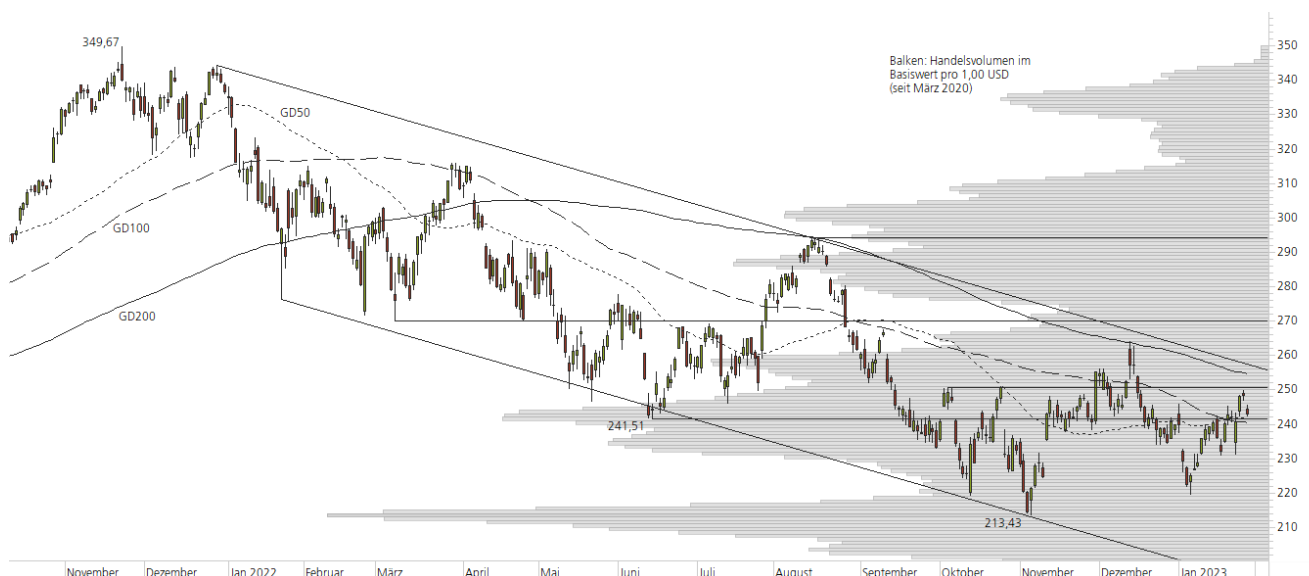 349,67
GD50
GD100
GD200
241,51
213,43
Balken: Handelsvolumen im
Basiswert pro 1,00 USD
(seit März 2020)
350
340
330
320
310
300
290
280
270
260
250
240
230
220
210
November Dezember Jan 2022 Februar März April Mai Juni Juli August September Oktober November Dezember Jan 2023